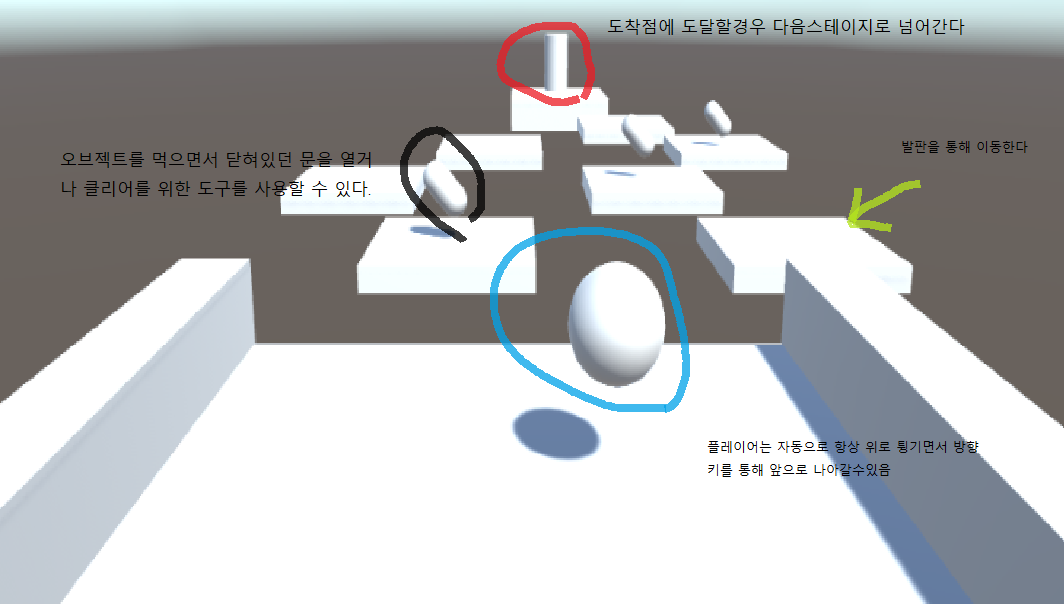 도착점에 도달할경우 다음스테이지로 넘어간다
오브젝트를 먹으면서 닫혀있던 문을 열거
나 클리어를 위한 도구를 사용할 수 있다.
발판을 통해 이동한다
플레이어는 자동으로 항상 위로 튕기면서 방향
키를 통해 앞으로 나아갈수있음